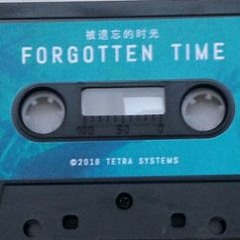 被遗忘的时光
FORGOTTEN TIME
100 50 0
©2018 TETRA SYSTEMS